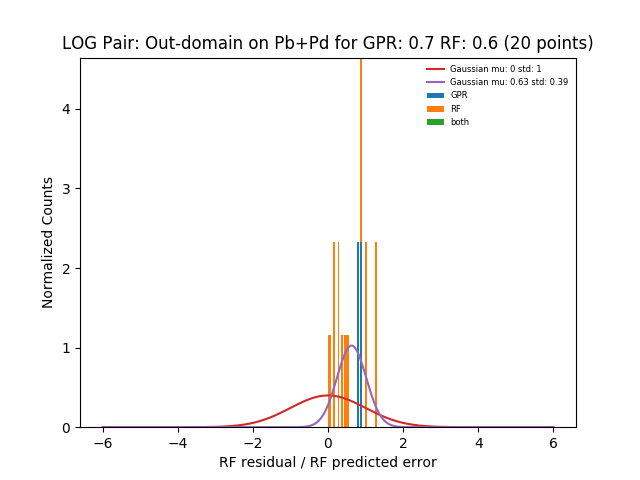 LOG Pair: Out-domain on Pb+Pd for GPR: 0.7 RF: 0.6 (20 points)
Gaussian mu: 0 std: 1
Gaussian mu: 0.63 std: 0.39
GPR
RF
both
Normalized Counts
4
3
2
1
0
−6 −4 −2 0 2 4 6
RF residual / RF predicted error